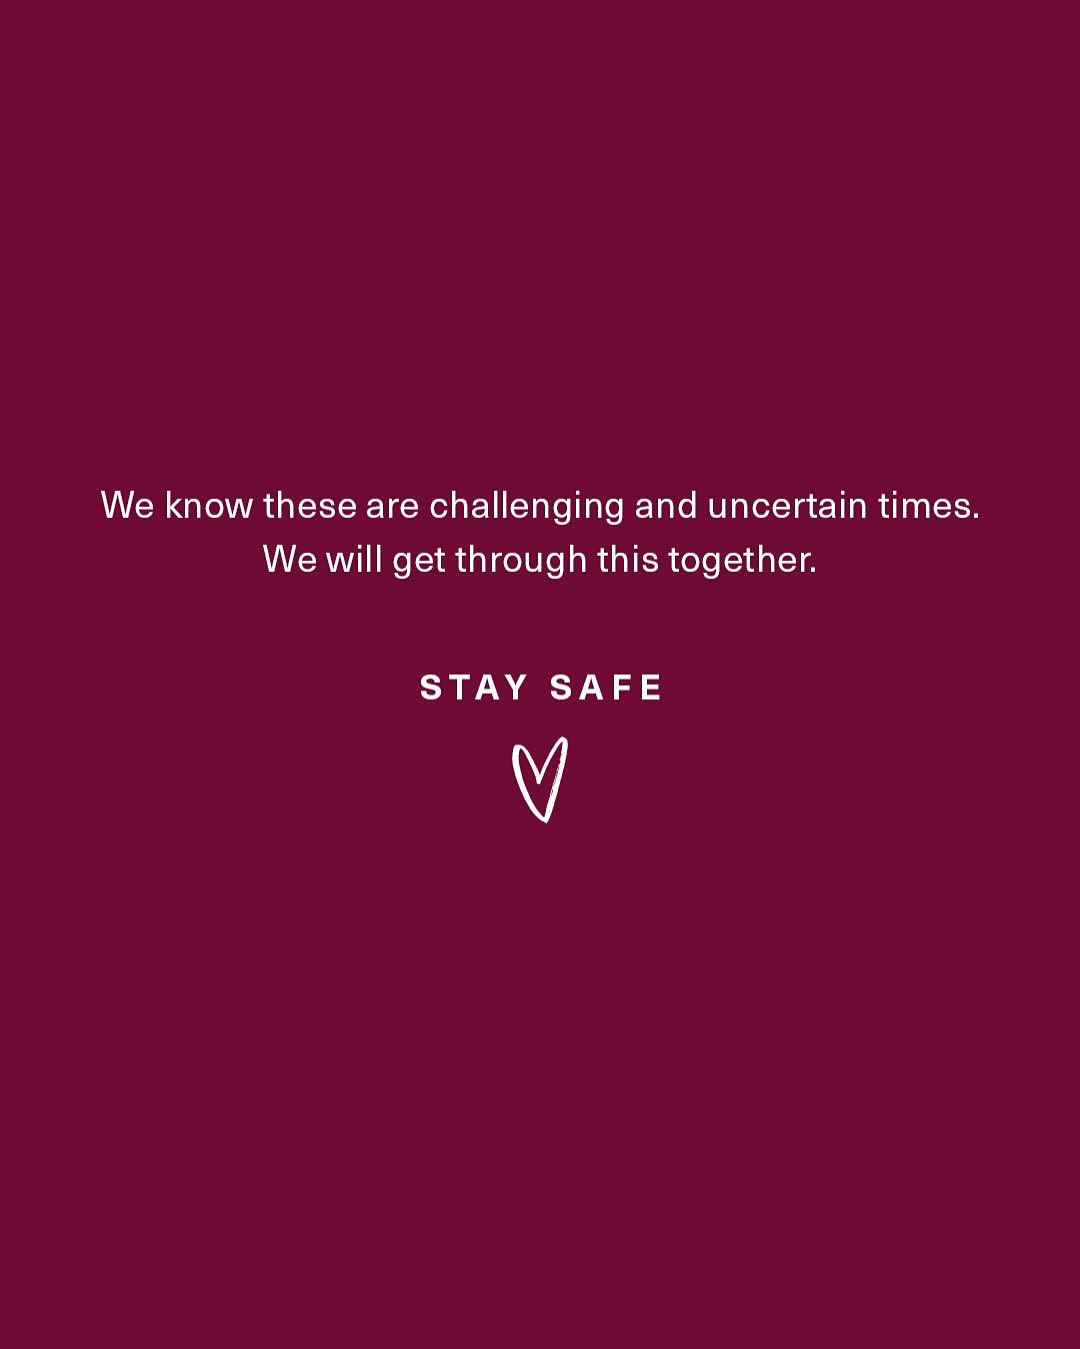 We know these are challenging and uncertain times.
We will get through this together.
STAY SAFE